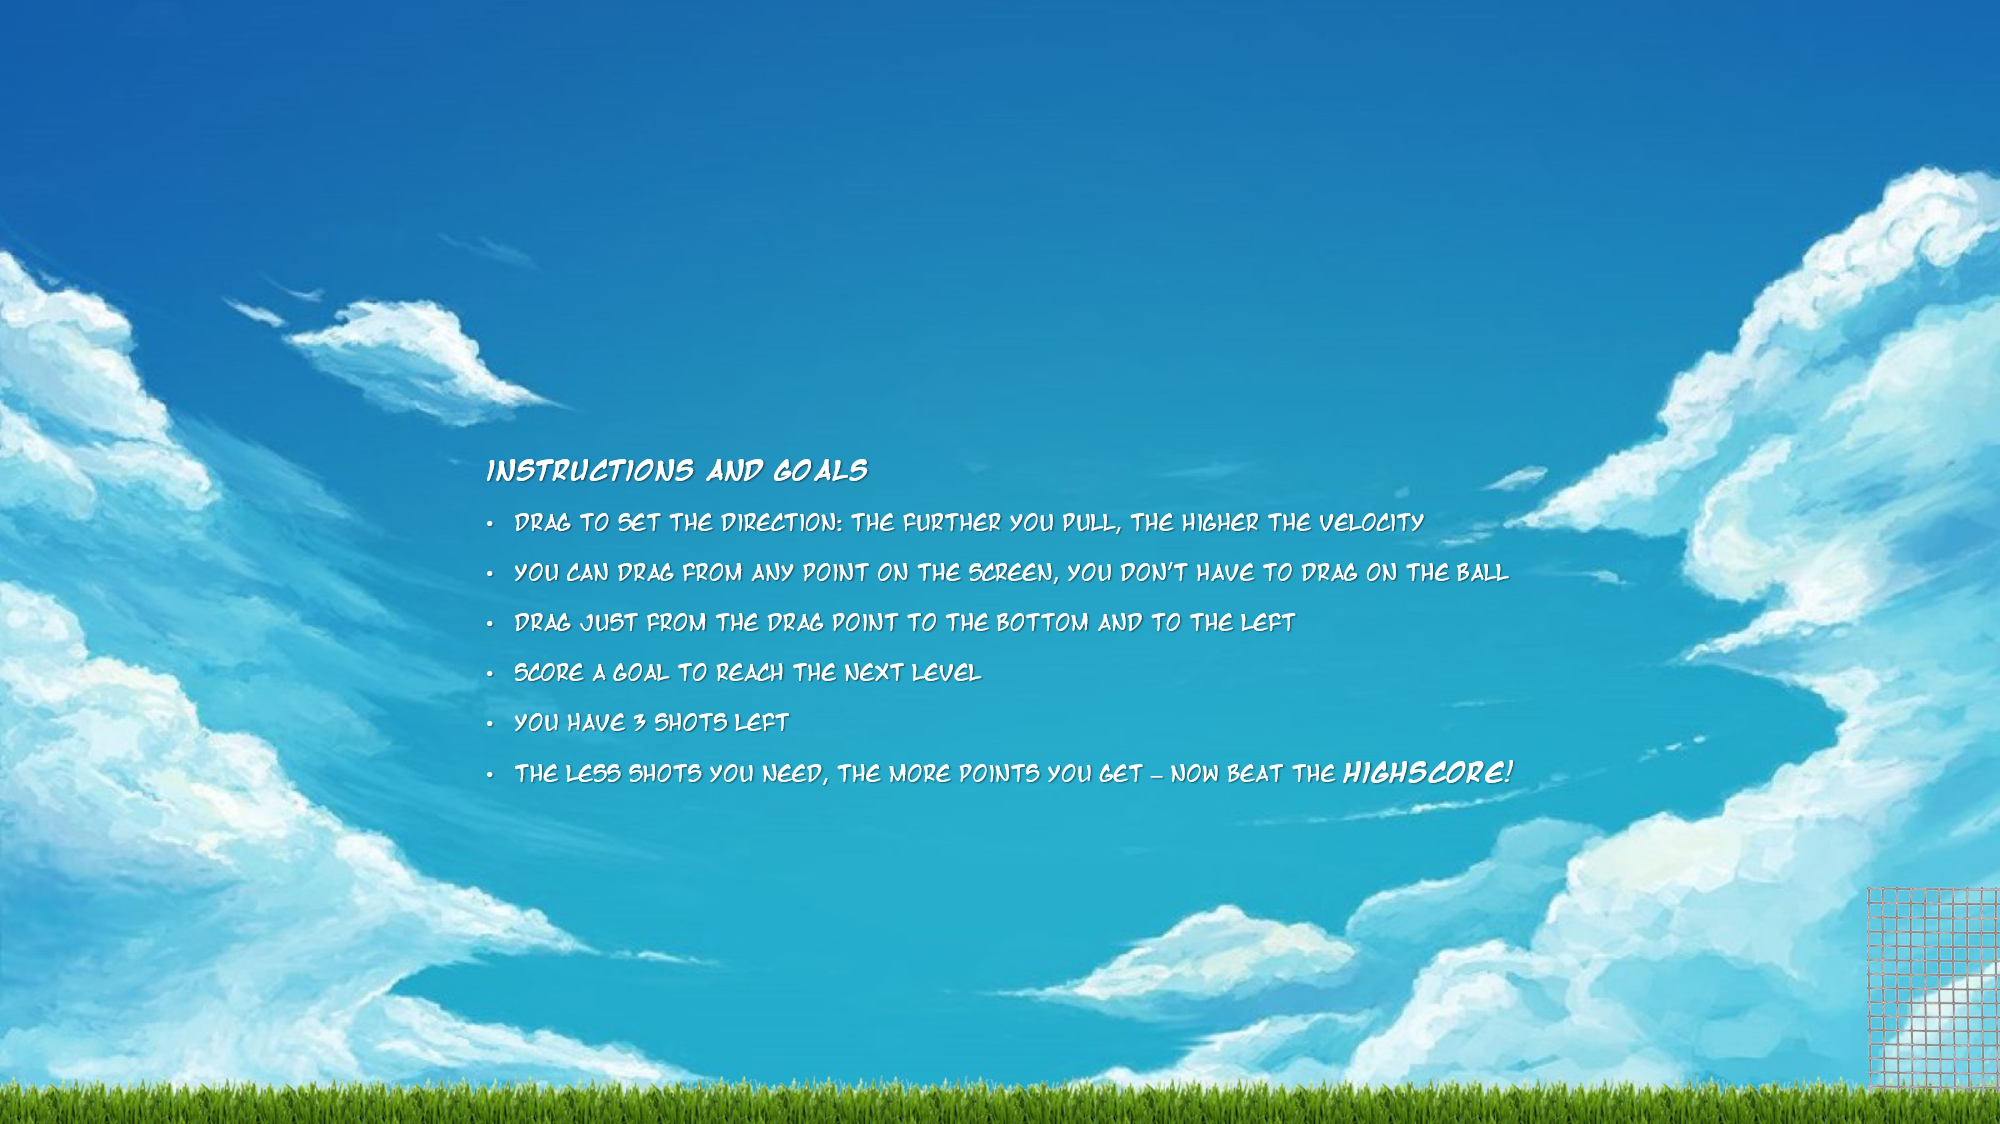 INSTRUCTIONS AND GOALS
• DRAG TO SET THE DIRECTION: THE FURTHER YOU PULL, THE HIGHER THE VELOCITY
• YOU CAN DRAG FROM ANY POINT ON THE SCREEN, YOU DON'T HAVE TO DRAG ON THE BALL
• DRAG JUST FROM THE DRAG POINT TO THE BOTTOM AND TO THE LEFT
• SCORE A GOAL TO REACH THE NEXT LEVEL
• YOU HAVE 3 SHOTS LEFT
• THE LESS SHOTS YOU NEED, THE MORE POINTS YOU GET – NOW BEAT THE HIGHSCORE!